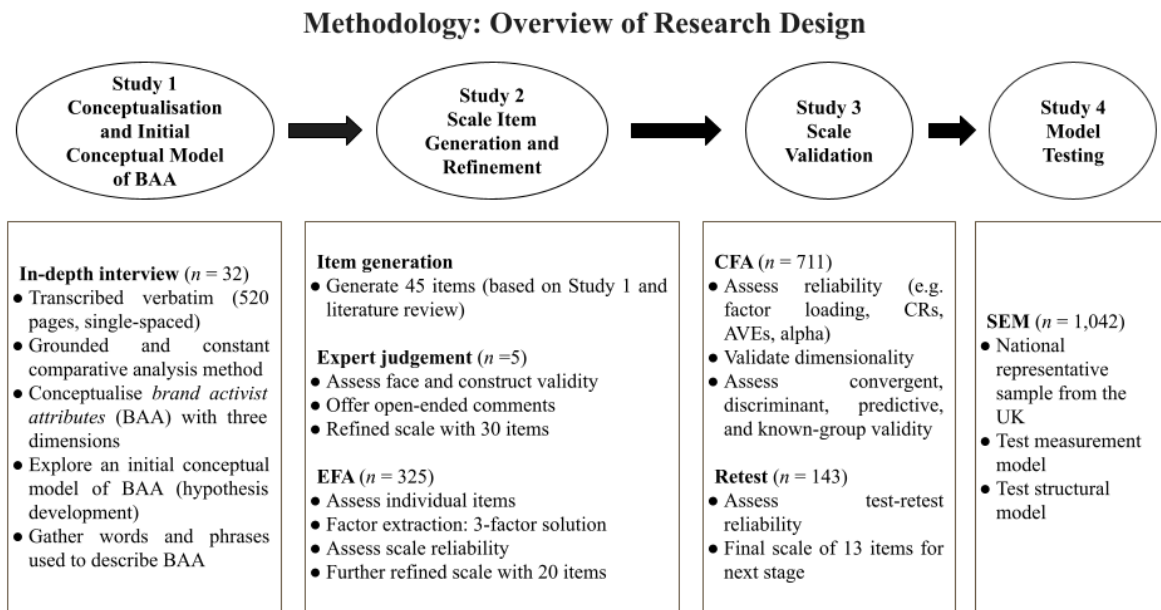 Methodology: Overview of Research Design
Study 1
Conceptualisation
and Initial
Conceptual Model
of BAA
Study 2
Scale Item
Generation and
Refinement
Study 3
Scale
Validation
Study 4
Model
Testing
In-depth interview (n = 32)
● Transcribed verbatim (520
pages, single-spaced)
● Grounded and constant
comparative analysis method
● Conceptualise brand activist
attributes (BAA) with three
dimensions
● Explore an initial conceptual
model of BAA (hypothesis
development)
● Gather words and phrases
used to describe BAA
Item generation
● Generate 45 items (based on Study 1 and
literature review)
Expert judgement (n =5)
● Assess face and construct validity
● Offer open-ended comments
● Refined scale with 30 items
EFA (n = 325)
● Assess individual items
● Factor extraction: 3-factor solution
● Assess scale reliability
● Further refined scale with 20 items
CFA (n = 711)
● Assess reliability (e.g.
factor loading, CRs,
AVEs, alpha)
● Validate dimensionality
● Assess convergent,
discriminant, predictive,
and known-group validity
Retest (n = 143)
● Assess test-retest
reliability
● Final scale of 13 items for
next stage
SEM (n = 1,042)
● National
representative
sample from the
UK
● Test measurement
model
● Test structural
model